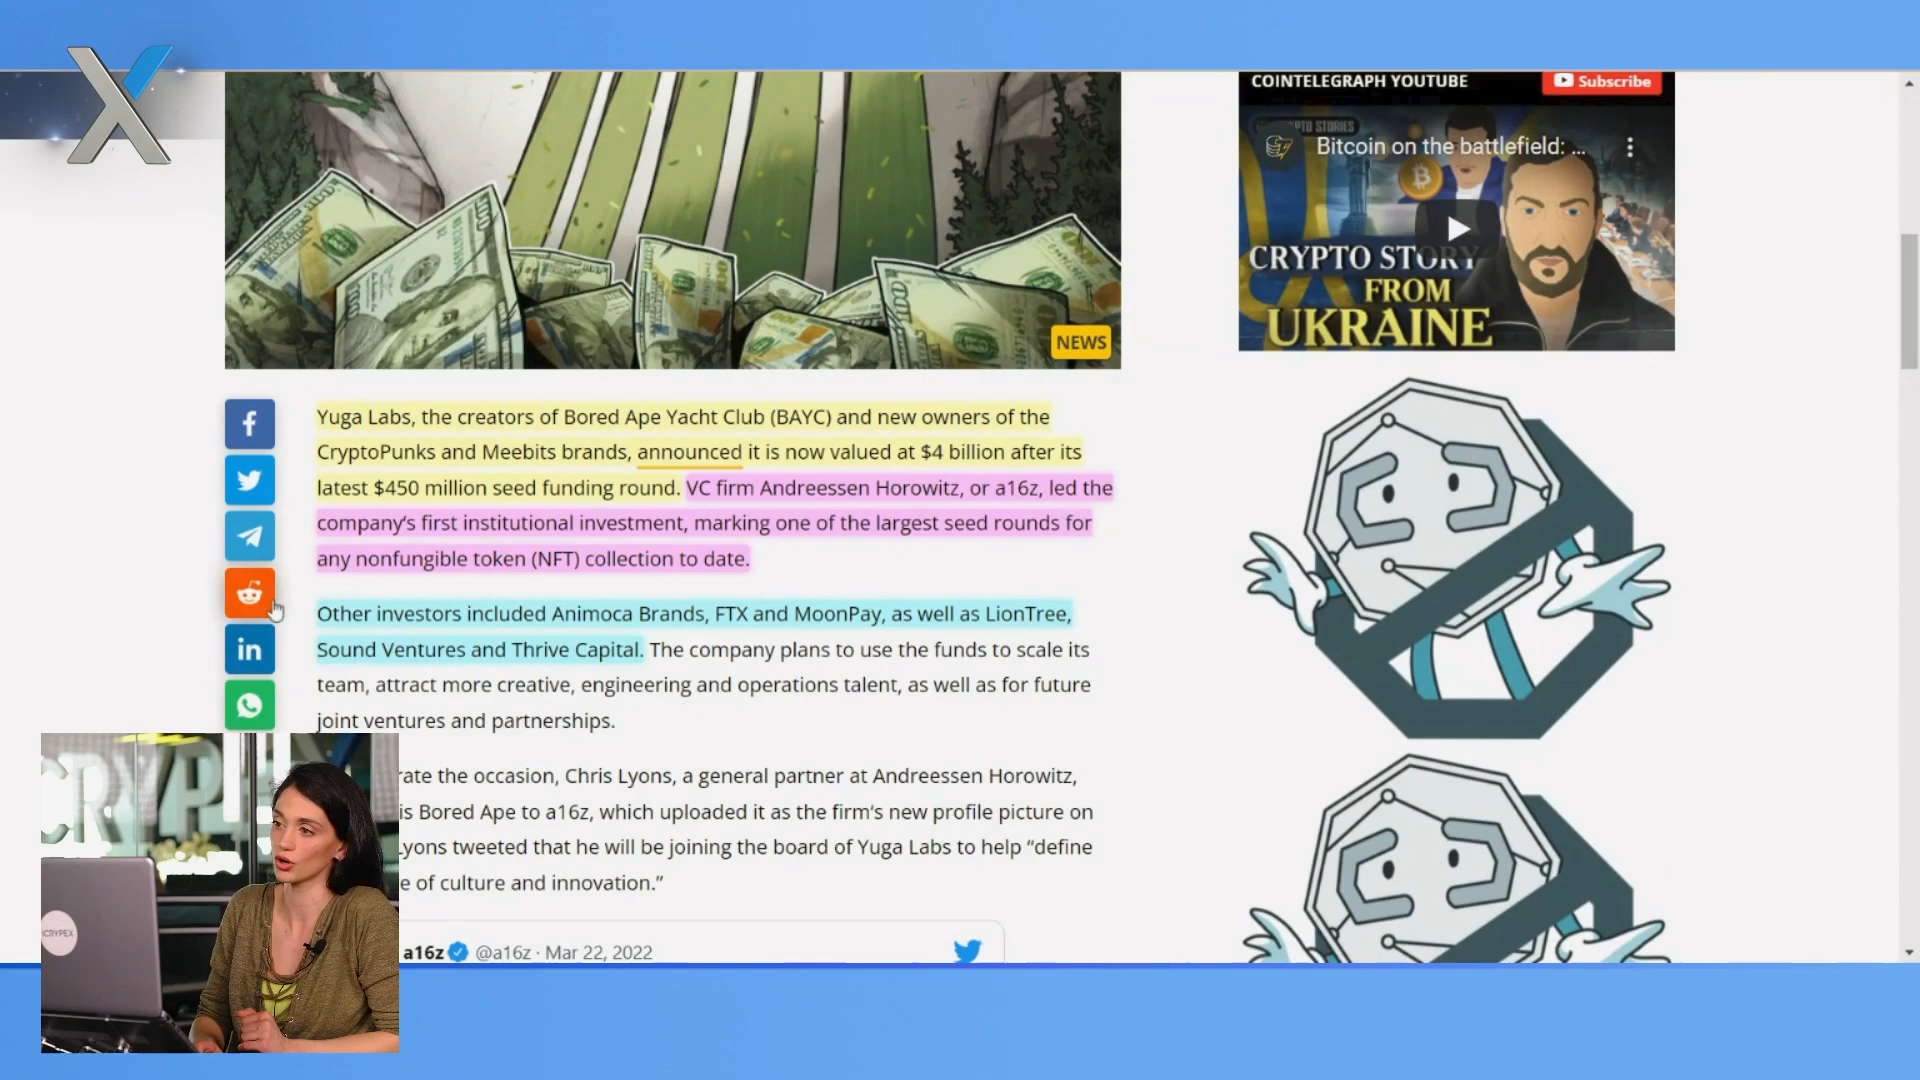 COINTELEGRAPH YOUTUBE
Subscribe
Bitcoin on the battlefield: ...
CRYPTO STORY
FROM
UKRAINE
NEWS
Yuga Labs, the creators of Bored Ape Yacht Club (BAYC) and new owners of the
CryptoPunks and Meebits brands, announced it is now valued at $4 billion after its
latest $450 million seed funding round. VC firm Andreessen Horowitz, or a16z, led the
company's first institutional investment, marking one of the largest seed rounds for
any nonfungible token (NFT) collection to date.
Other investors included Animoca Brands, FTX and MoonPay, as well as LionTree,
Sound Ventures and Thrive Capital. The company plans to use the funds to scale its
team, attract more creative, engineering and operations talent, as well as for future
joint ventures and partnerships.
rate the occasion, Chris Lyons, a general partner at Andreessen Horowitz,
is Bored Ape to a16z, which uploaded it as the firm's new profile picture on
Lyons tweeted that he will be joining the board of Yuga Labs to help “define
e of culture and innovation.”
a16z @a16z · Mar 22, 2022
ICRYPEX